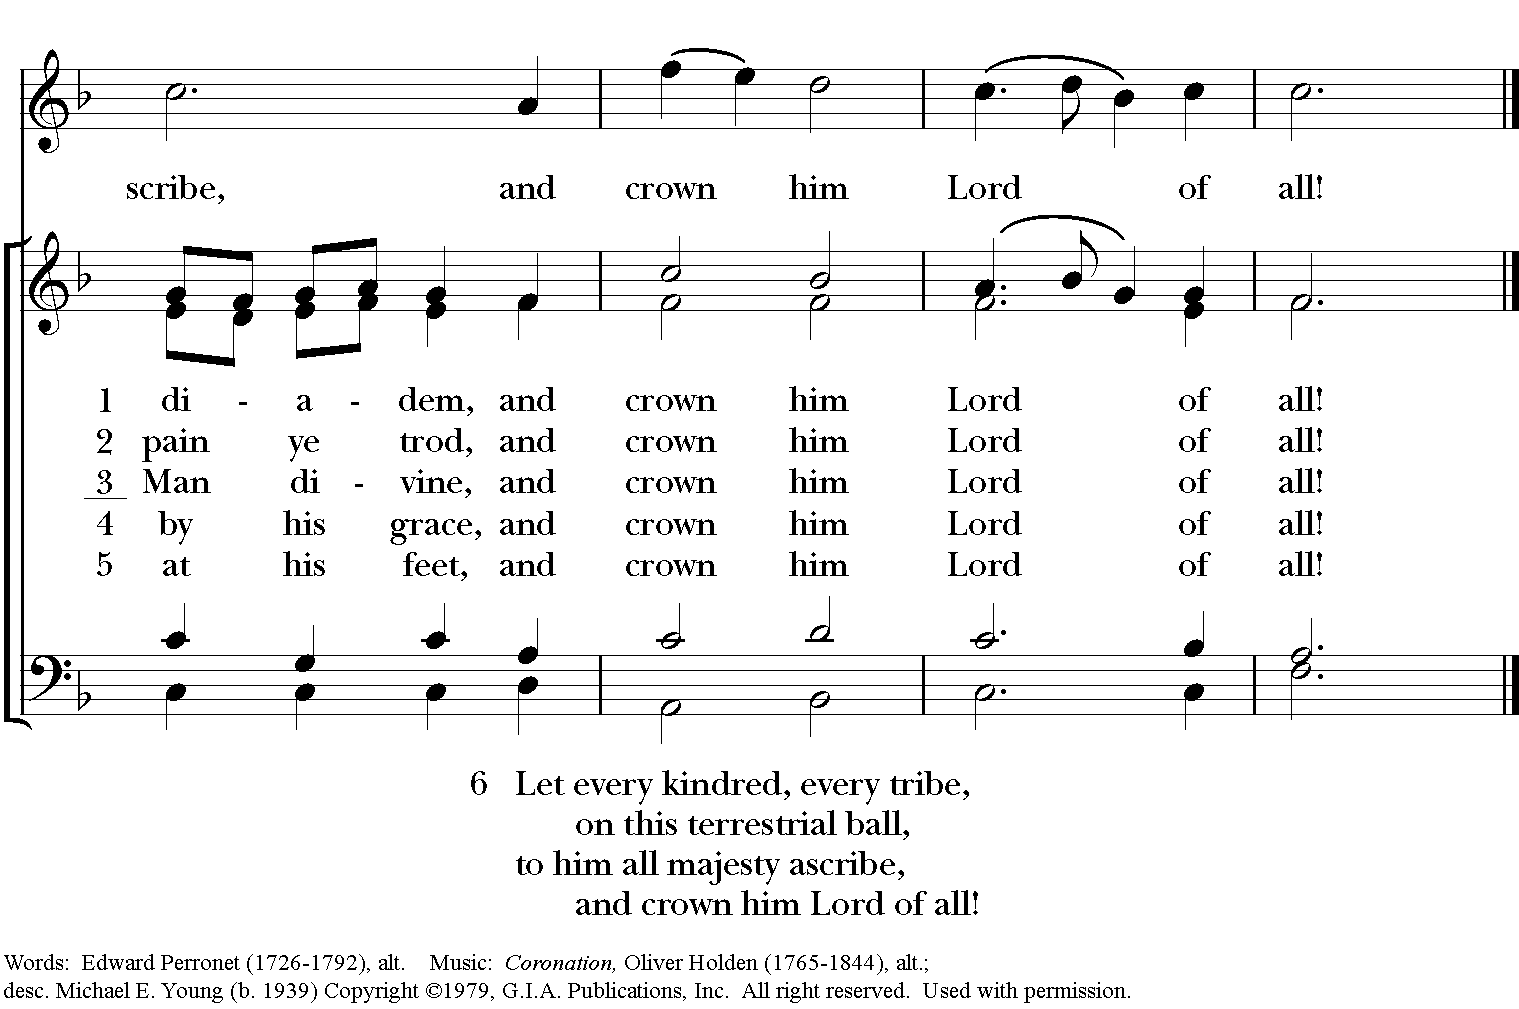 scribe, and crown him Lord of all!
1 di - a - dem, and crown him Lord of all!
2 pain ye trod, and crown him Lord of all!
3 Man di - vine, and crown him Lord of all!
4 by his grace, and crown him Lord of all!
5 at his feet, and crown him Lord of all!
6 Let every kindred, every tribe,
on this terrestrial ball,
to him all majesty ascribe,
and crown him Lord of all!
Words: Edward Perronet (1726-1792), alt. Music: Coronation, Oliver Holden (1765-1844), alt.;
desc. Michael E. Young (b. 1939) Copyright ©1979, G.I.A. Publications, Inc. All right reserved. Used with permission.